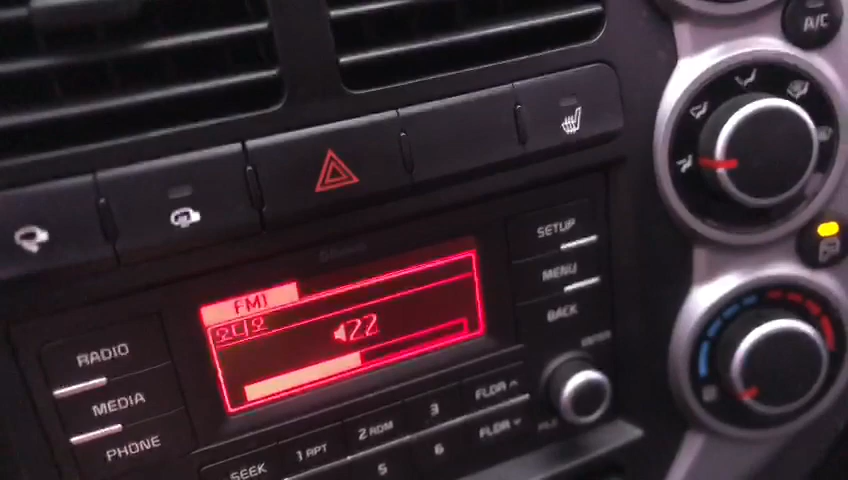 A/C
SETUP
MENU
BACK
FM1
오디오
22
RADIO
MEDIA
PHONE
SEEK
1 RPT
2 RDM
3
FLDR ^
5
6
FLDR ˅